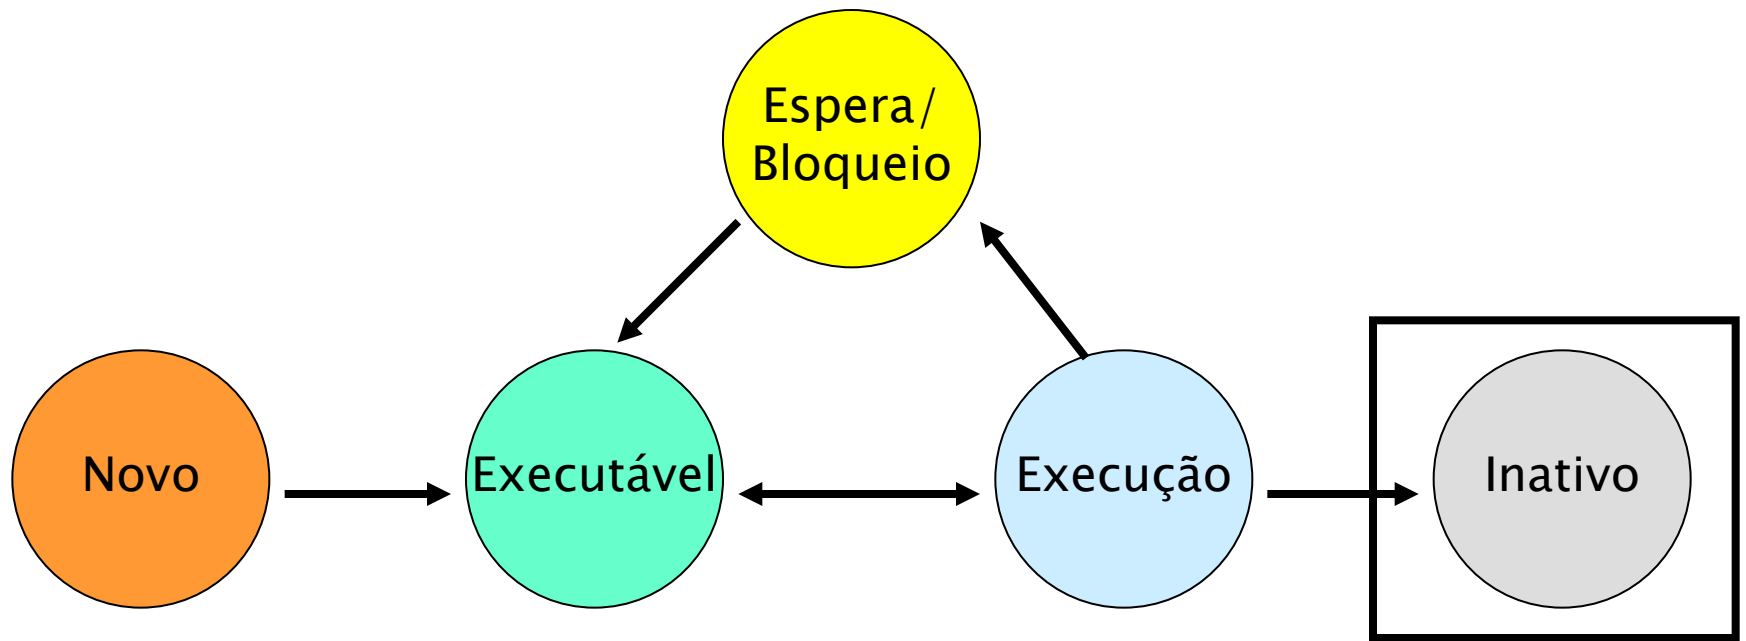 Espera/
Bloqueio
Novo
Executável
Execução
Inativo